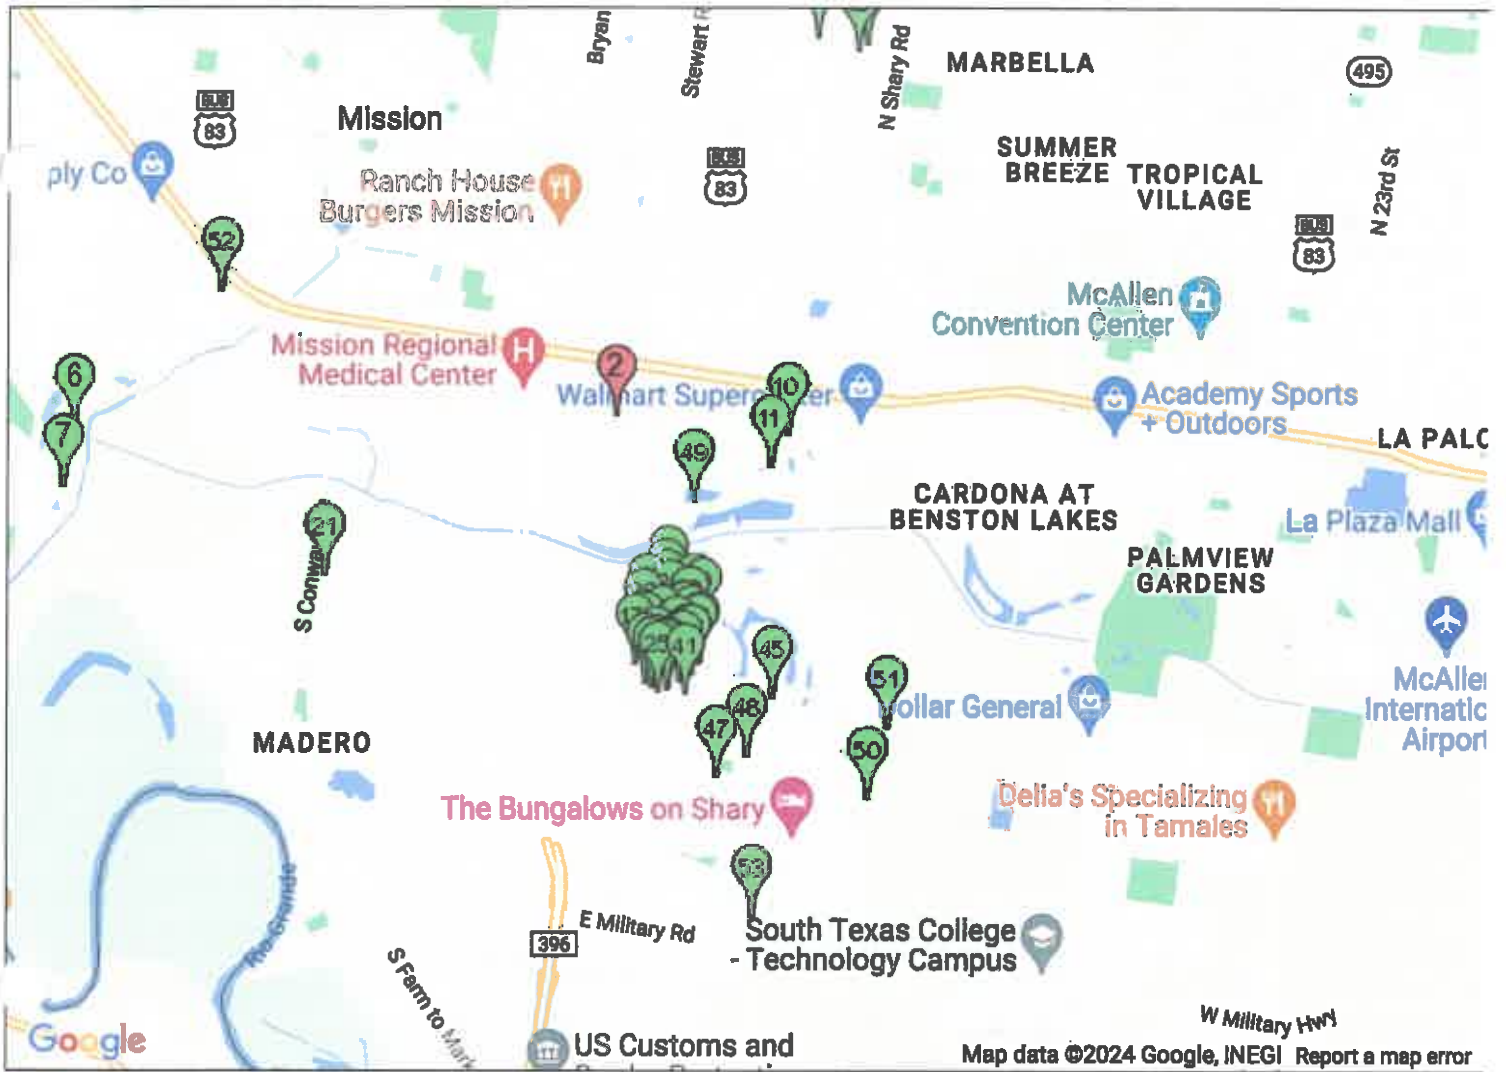 Bryan
Stewart R
N Shary Rd
MARBELLA
495
BUS
83
Mission
BUS
83
SUMMER
BREEZE
TROPICAL
VILLAGE
N 23rd St
BUS
83
ply Co
Ranch House
Burgers Mission
52
McAllen
Convention Center
Mission Regional
Medical Center
2
Walmart Supercenter
10
11
6
7
49
Academy Sports
+ Outdoors
LA PALO
CARDONA AT
BENSTON LAKES
La Plaza Mall
PALMVIEW
GARDENS
21
S Conway
25
41
45
51
48
47
50
ollar General
McAlle
Internatio
Airport
MADERO
The Bungalows on Shary
Delia's Specializing
in Tamales
53
Rio Grande
E Military Rd
396
South Texas College
- Technology Campus
S Farm to Mark
W Military Hwy
Google
US Customs and
Map data ©2024 Google, INEGI Report a map error